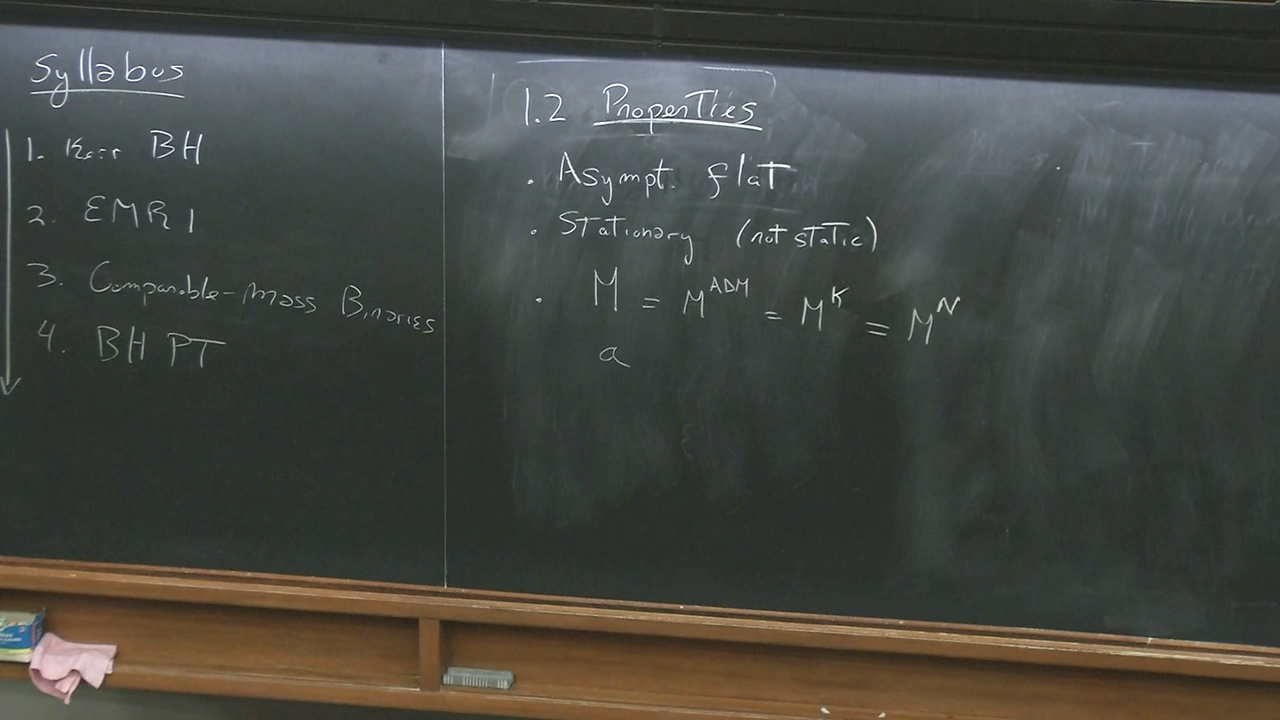 Syllabus
1. Kerr BH
2. EMRI
3. Comparable-Mass Binaries
4. BH PT
1.2 Properties
. Asympt. flat
. Stationary (not static)
. M = M^ADM = M^K = M^N
a